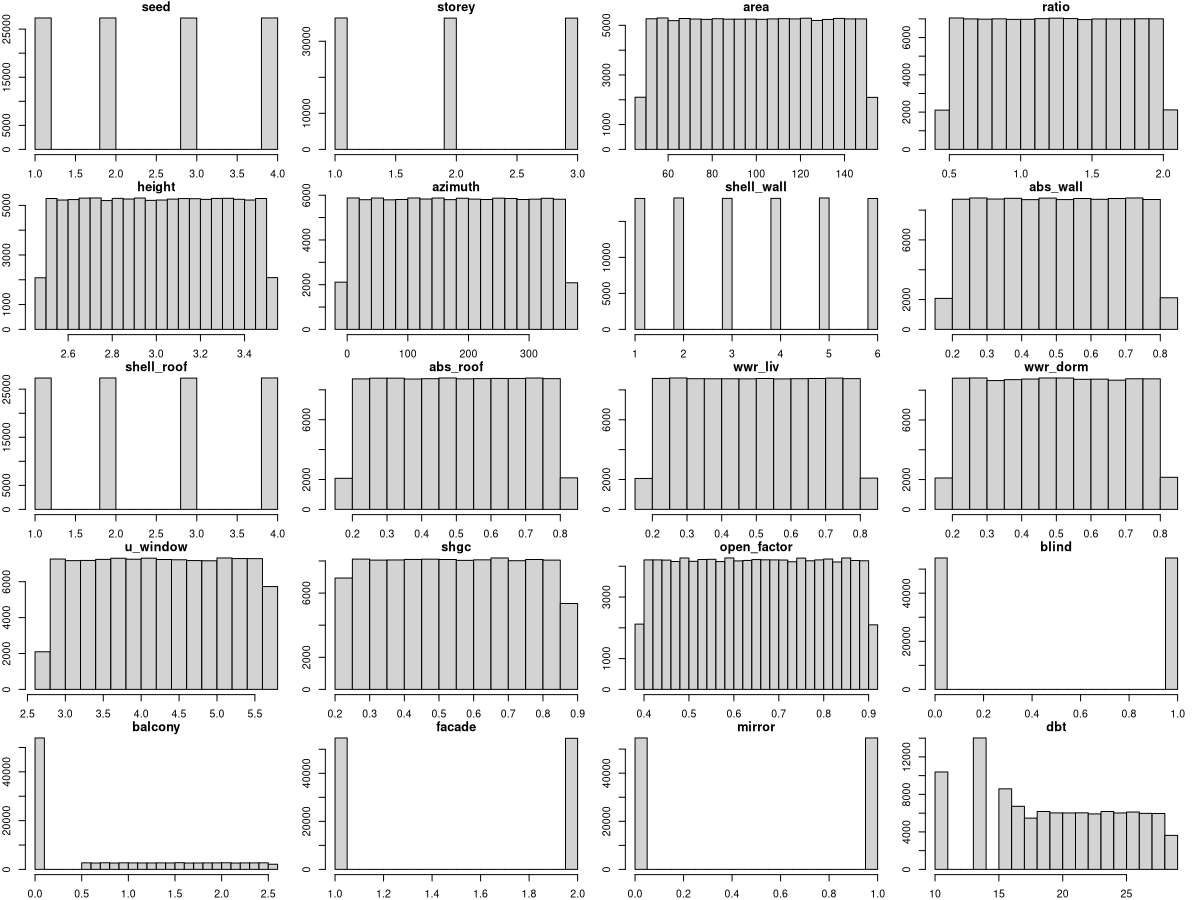 seed
0 5000 15000 25000
1.0 1.5 2.0 2.5 3.0 3.5 4.0
storey
0 10000 30000
1.0 1.5 2.0 2.5 3.0
area
0 1000 3000 5000
60 80 100 120 140
ratio
0 2000 4000 6000
0.5 1.0 1.5 2.0
height
0 1000 3000 5000
2.6 2.8 3.0 3.2 3.4
azimuth
0 2000 4000 6000
0 100 200 300
shell_wall
0 5000 10000
1 2 3 4 5 6
abs_wall
0 2000 6000
0.2 0.3 0.4 0.5 0.6 0.7 0.8
shell_roof
0 5000 15000 25000
1.0 1.5 2.0 2.5 3.0 3.5 4.0
abs_roof
0 2000 6000
0.2 0.3 0.4 0.5 0.6 0.7 0.8
wwr_liv
0 2000 6000
0.2 0.3 0.4 0.5 0.6 0.7 0.8
wwr_dorm
0 2000 6000
0.2 0.3 0.4 0.5 0.6 0.7 0.8
u_window
0 2000 4000 6000
2.5 3.0 3.5 4.0 4.5 5.0 5.5
shgc
0 2000 6000
0.2 0.3 0.4 0.5 0.6 0.7 0.8 0.9
open_factor
0 1000 3000
0.4 0.5 0.6 0.7 0.8 0.9
blind
0 20000 40000
0.0 0.2 0.4 0.6 0.8 1.0
balcony
0 20000 40000
0.0 0.5 1.0 1.5 2.0 2.5
facade
0 20000 40000
1.0 1.2 1.4 1.6 1.8 2.0
mirror
0 20000 40000
0.0 0.2 0.4 0.6 0.8 1.0
dbt
0 4000 8000 12000
10 15 20 25